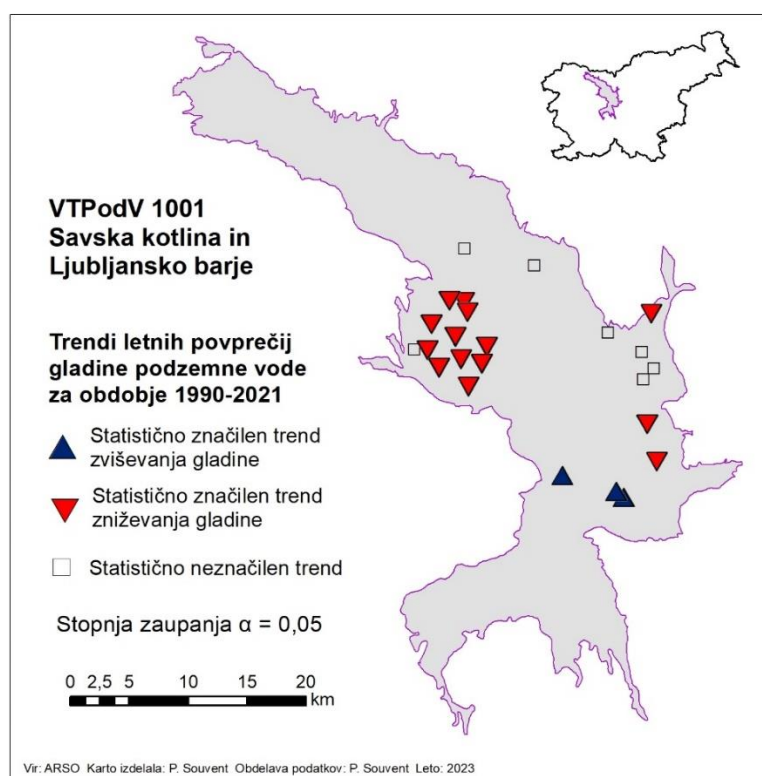 VTPodV 1001
Savska kotlina in
Ljubljansko barje
Trendi letnih povprečij
gladine podzemne vode
za obdobje 1990-2021
Statistično značilen trend
zviševanja gladine
Statistično značilen trend
zniževanja gladine
Statistično neznačilen trend
Stopnja zaupanja α = 0,05
0 2,5 5 10 15 20
km
Vir: ARSO Karto izdelala: P. Souvent Obdelava podatkov: P. Souvent Leto: 2023